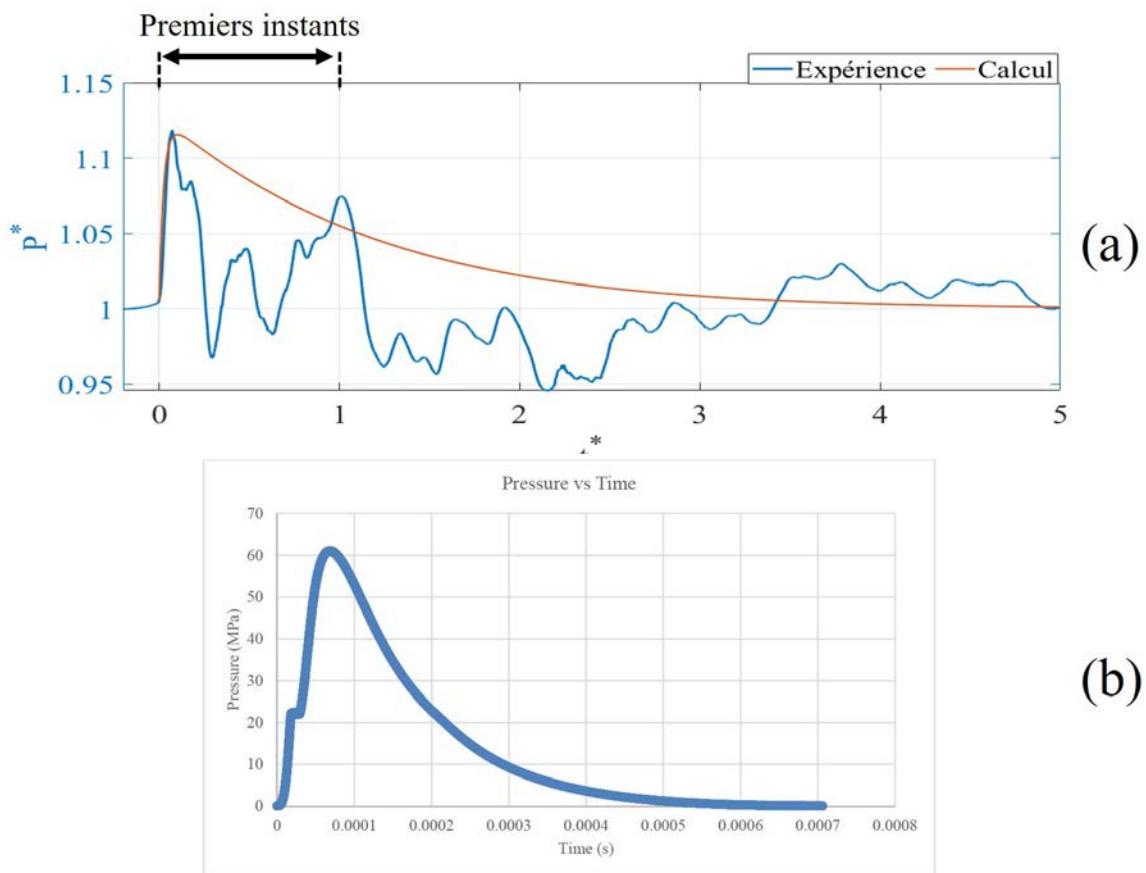 Premiers instants
Expérience Calcul
1.15
1.1
1.05
1
0.95
P*
0 1 2 3 4 5
*
(a)
Pressure vs Time
70
60
50
40
30
20
10
0
Pressure (MPa)
0 0.0001 0.0002 0.0003 0.0004 0.0005 0.0006 0.0007 0.0008
Time (s)
(b)